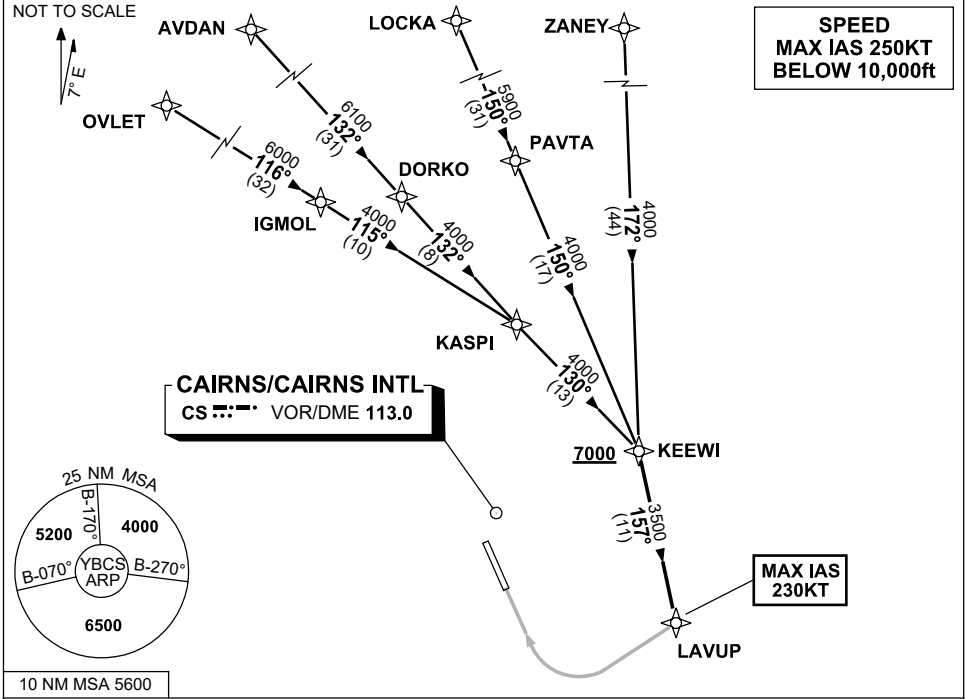 NOT TO SCALE
7° E
AVDAN
LOCKA
ZANEY
SPEED
MAX IAS 250KT
BELOW 10,000ft
OVLET
6000
116°
(32)
6100
132°
(31)
5900
150°
(31)
PAVTA
DORKO
IGMOL
4000
115°
(10)
4000
132°
(8)
4000
150°
(17)
4000
172°
(44)
KASPI
4000
130°
(13)
CAIRNS/CAIRNS INTL
CS VOR/DME 113.0
7000
KEEWI
3500
157°
(11)
25 NM MSA
B-170°
5200
4000
B-070°
YBCS
ARP
B-270°
6500
MAX IAS
230KT
LAVUP
10 NM MSA 5600